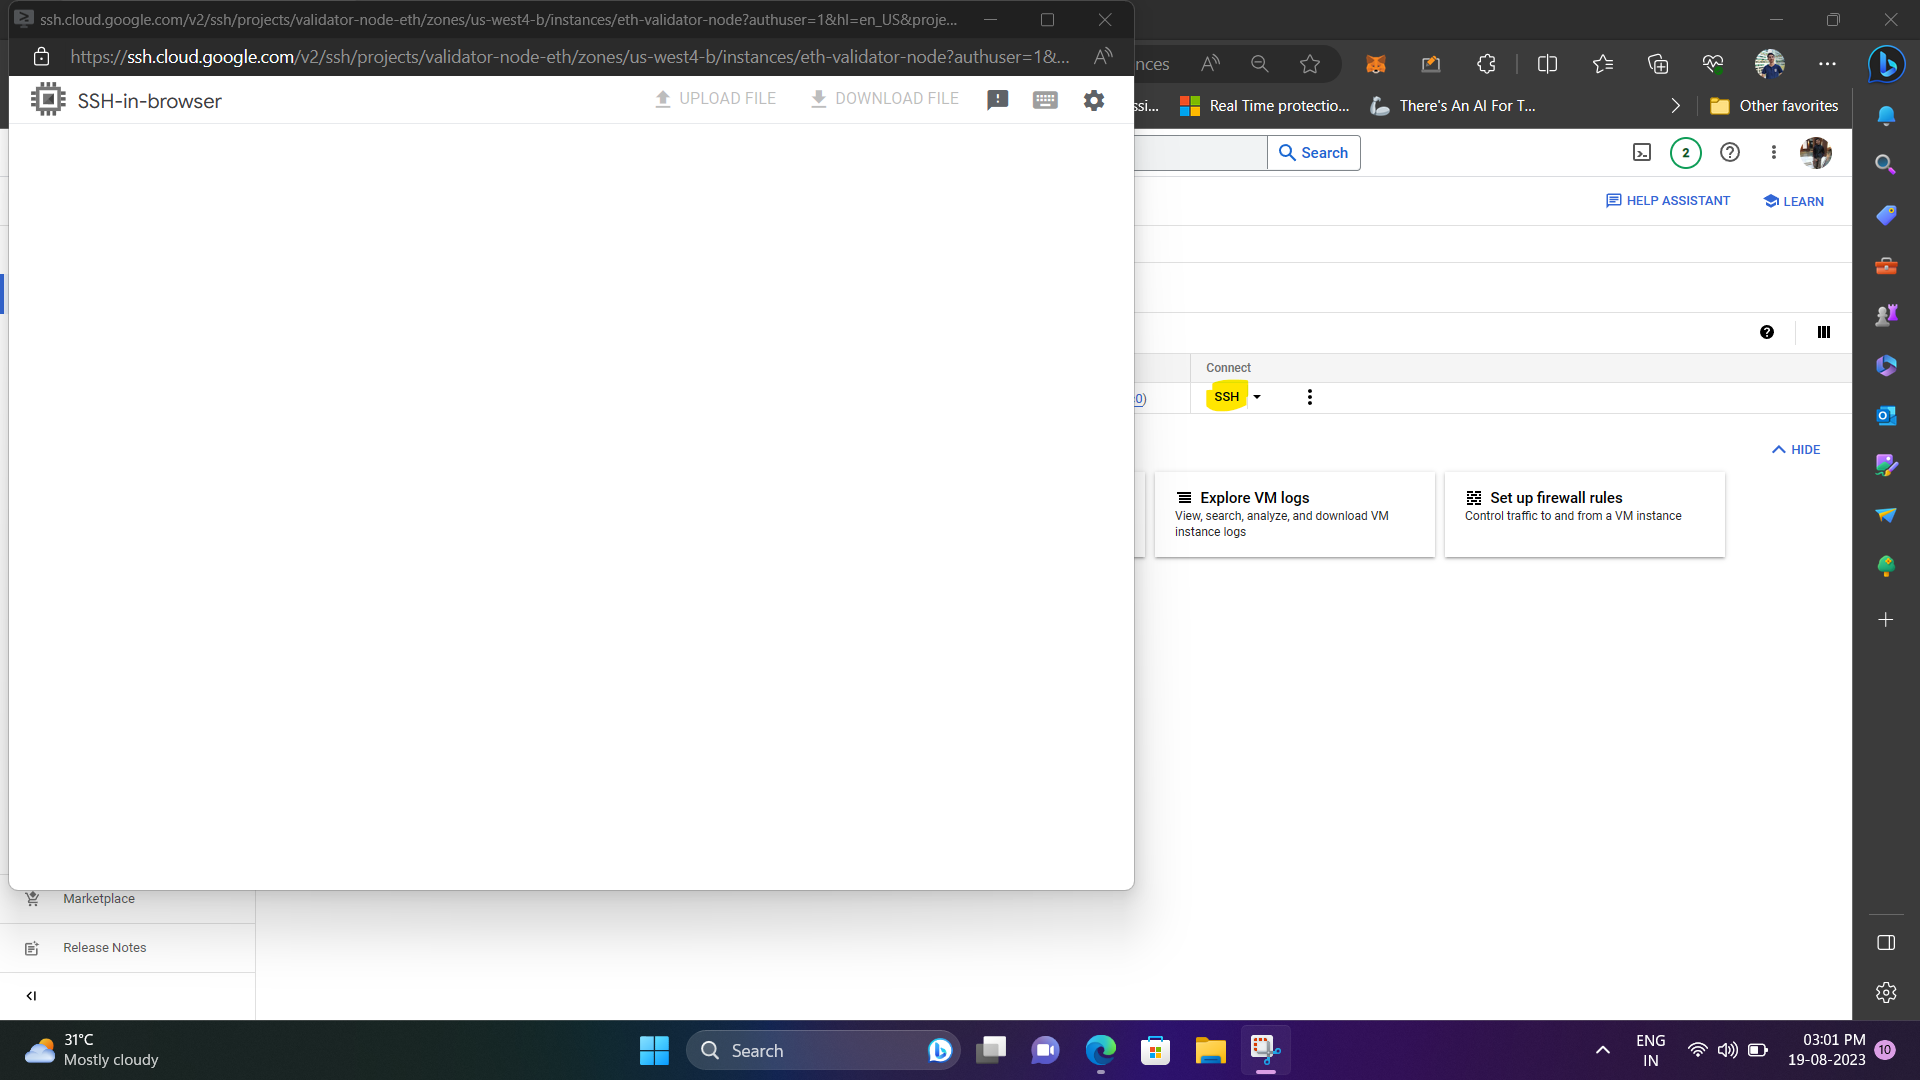 ssh.cloud.google.com/v2/ssh/projects/validator-node-eth/zones/us-west4-b/instances/eth-validator-node?authuser=1&hl=en_US&proje...
https://ssh.cloud.google.com/v2/ssh/projects/validator-node-eth/zones/us-west4-b/instances/eth-validator-node?authuser=1&...
nces
SSH-in-browser
UPLOAD FILE
DOWNLOAD FILE
ssi...
Real Time protectio...
There's An AI For T...
Other favorites
Search
2
HELP ASSISTANT
LEARN
Connect
c0)
SSH
HIDE
Explore VM logs
View, search, analyze, and download VM
instance logs
Set up firewall rules
Control traffic to and from a VM instance
Marketplace
Release Notes
31°C
Mostly cloudy
Search
ENG
IN
03:01 PM
19-08-2023
10